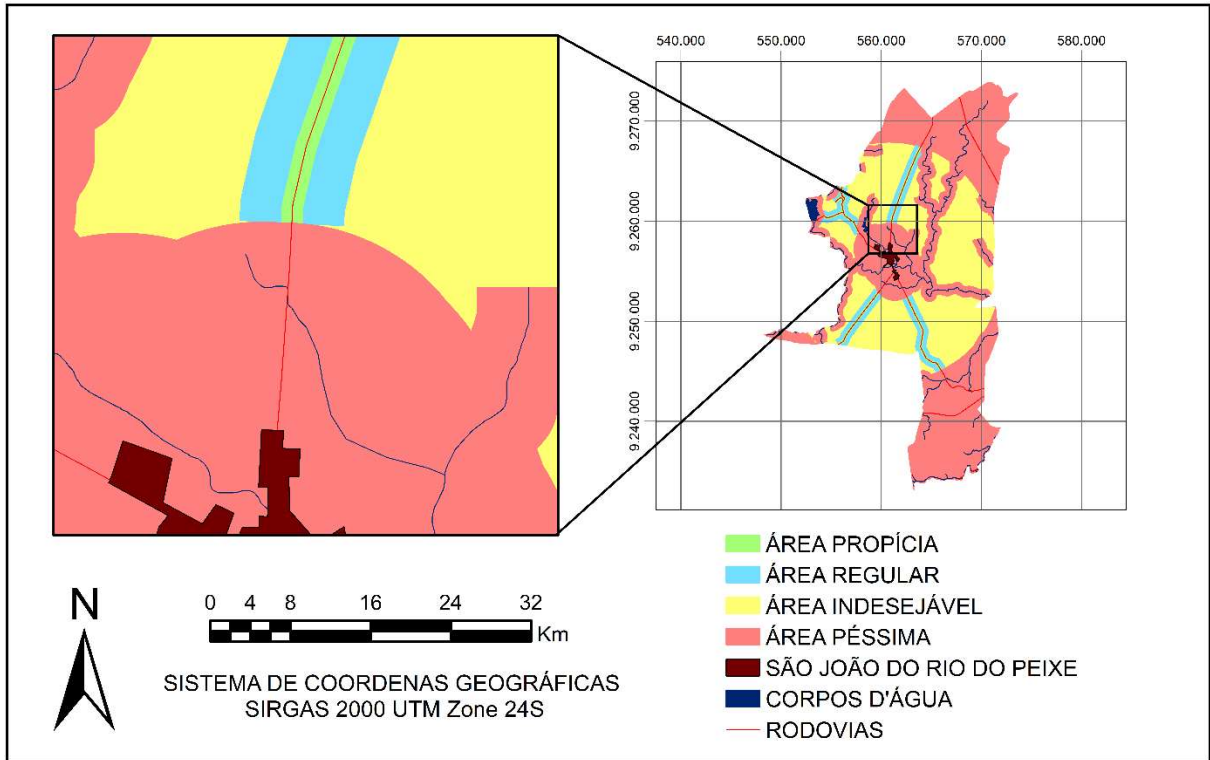 540.000 550.000 560.000 570.000 580.000
9.270.000
9.260.000
9.250.000
9.240.000
ÁREA PROPÍCIA
ÁREA REGULAR
ÁREA INDESEJÁVEL
ÁREA PÉSSIMA
SÃO JOÃO DO RIO DO PEIXE
CORPOS D'ÁGUA
RODOVIAS
N
0 4 8 16 24 32
Km
SISTEMA DE COORDENAS GEOGRÁFICAS
SIRGAS 2000 UTM Zone 24S